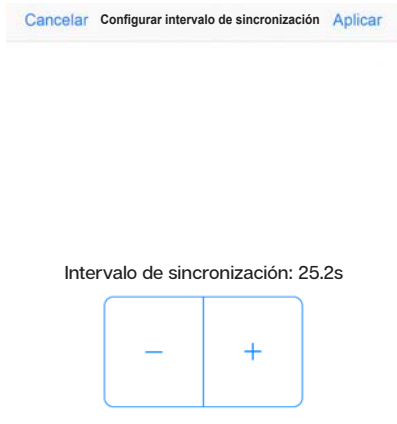 Cancelar Configurar intervalo de sincronización Aplicar
Intervalo de sincronización: 25.2s
− +